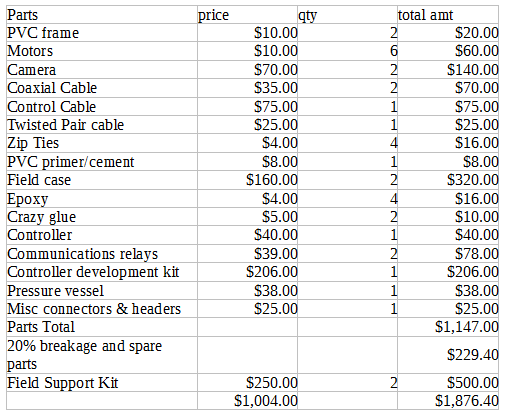 Parts price qty total amt
PVC frame $10.00 2 $20.00
Motors $10.00 6 $60.00
Camera $70.00 2 $140.00
Coaxial Cable $35.00 2 $70.00
Control Cable $75.00 1 $75.00
Twisted Pair cable $25.00 1 $25.00
Zip Ties $4.00 4 $16.00
PVC primer/cement $8.00 1 $8.00
Field case $160.00 2 $320.00
Epoxy $4.00 4 $16.00
Crazy glue $5.00 2 $10.00
Controller $40.00 1 $40.00
Communications relays $39.00 2 $78.00
Controller development kit $206.00 1 $206.00
Pressure vessel $38.00 1 $38.00
Misc connectors & headers $25.00 1 $25.00
Parts Total $1,147.00
20% breakage and spare
parts $229.40
Field Support Kit $250.00 2 $500.00
$1,004.00 $1,876.40